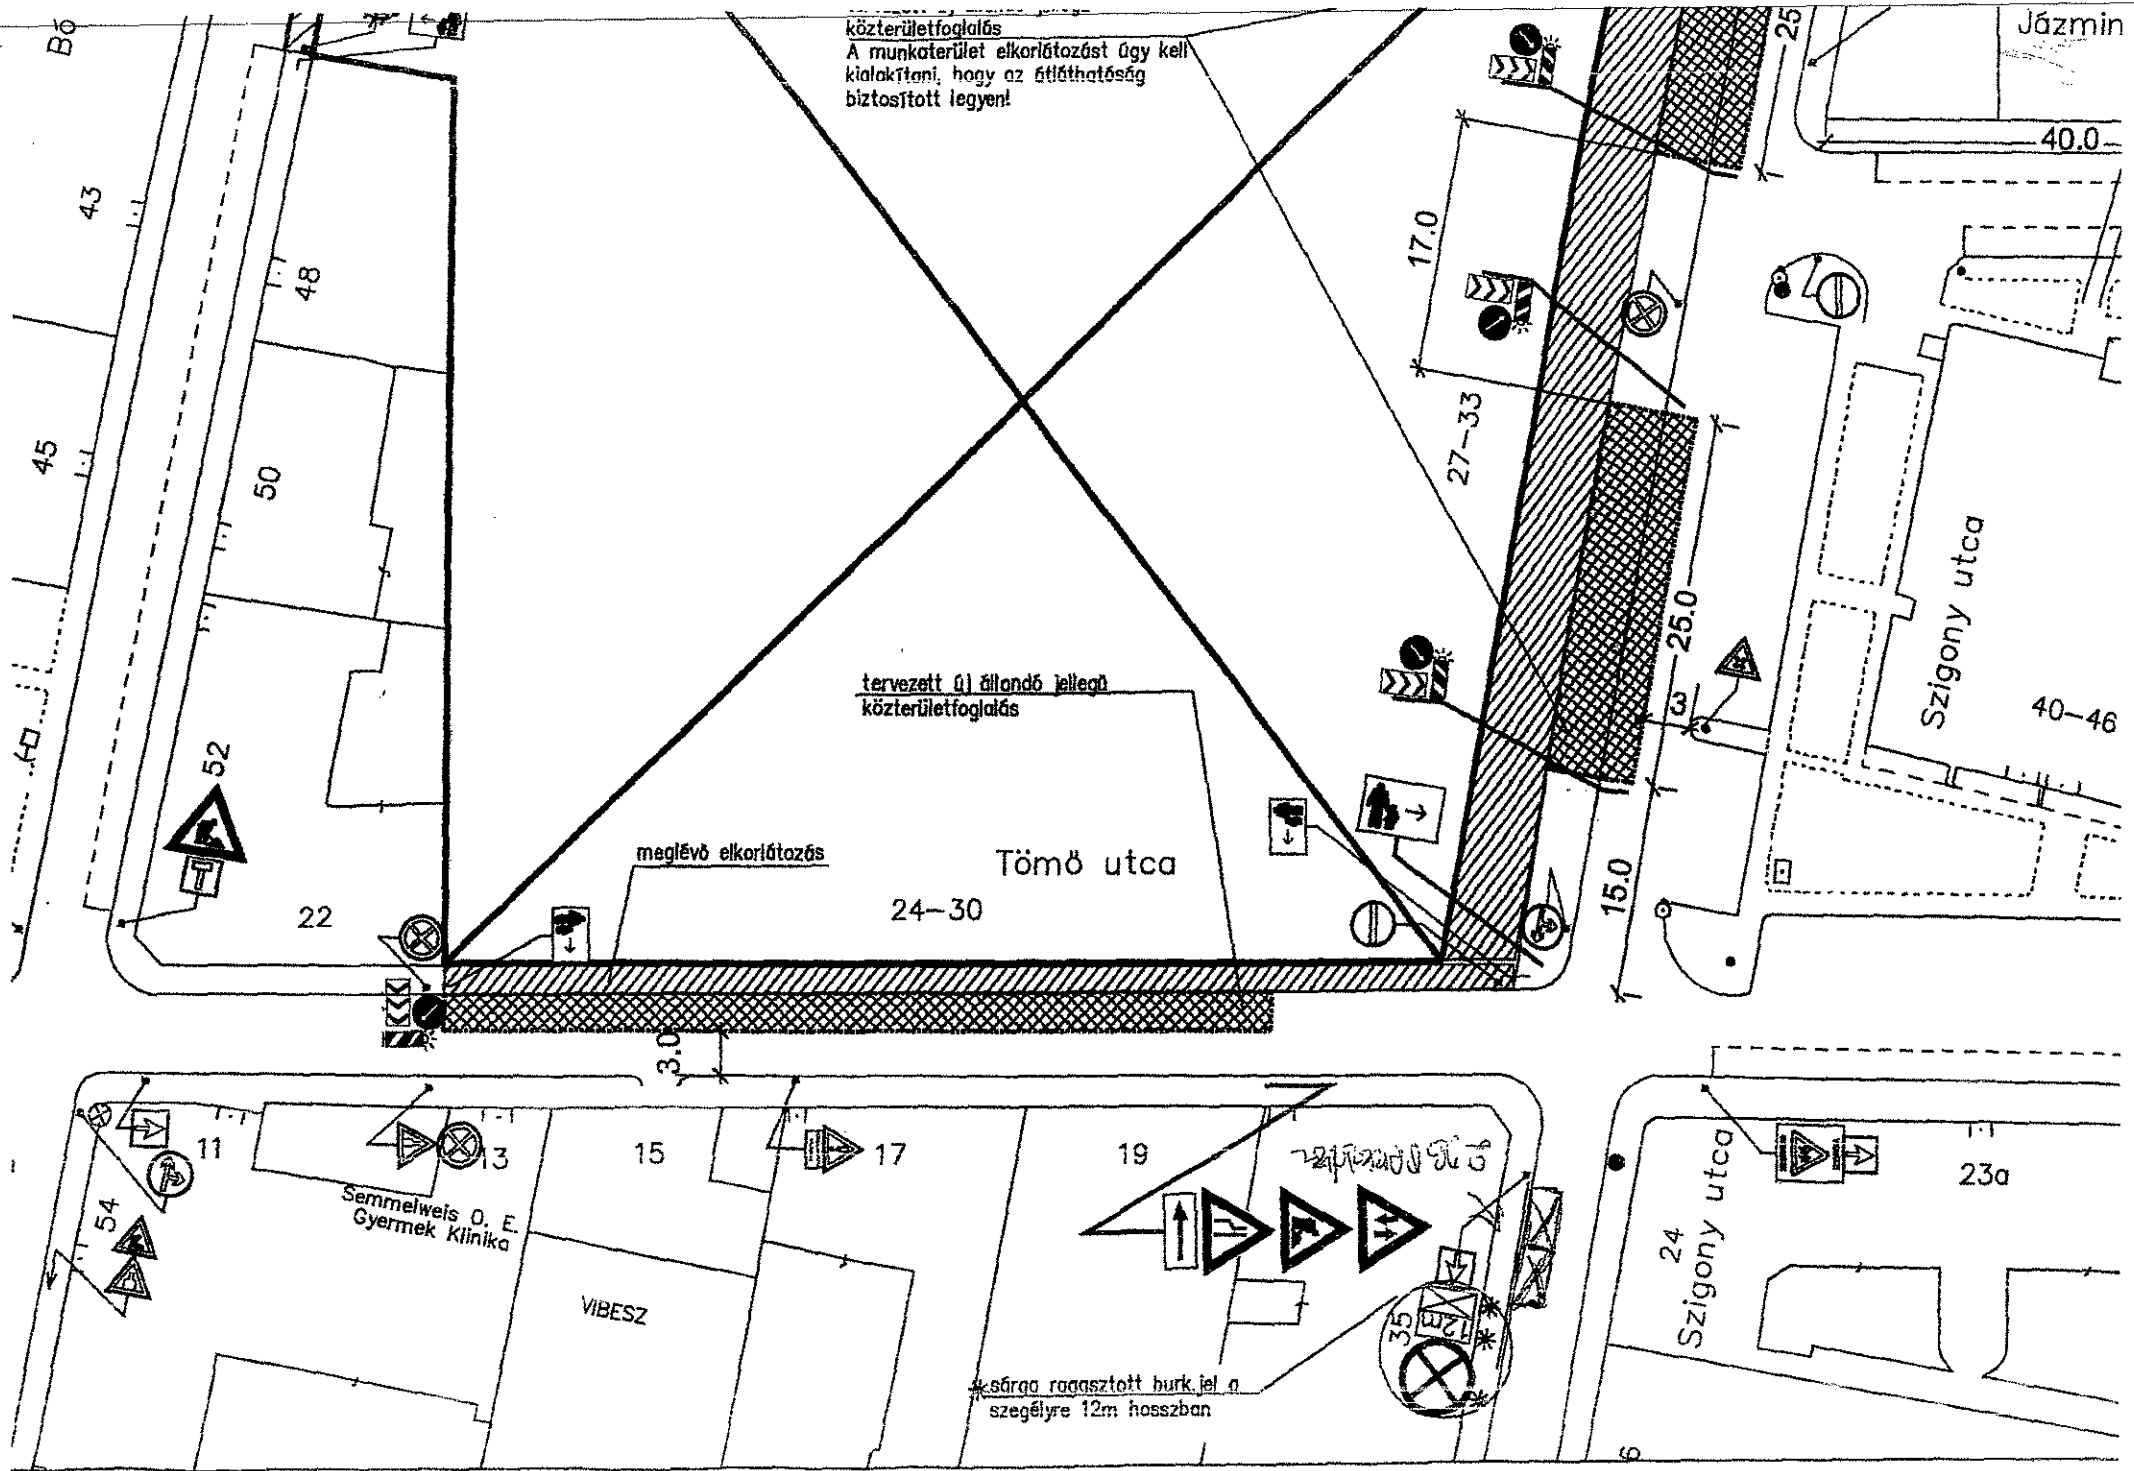 közterületfoglalás
A munkaterület elkorlátozást úgy kell
kialakítani, hogy az átláthatóság
biztosított legyen!
Jázmin
Bő
25
40.0
43
48
17.0
45
50
27-33
Szigony utca
40-46
25.0
3
tervezett új állandó jellegű
közterületfoglalás
52
meglévő elkorlátozás
Tömő utca
22
24-30
15.0
3.0
11
13
15
17
19
23a
54
Semmelweis O. E.
Gyermek Klinika
VIBESZ
24
Szigony utca
35
12m
*sárga ragasztott burk.jel a
szegélyre 12m hosszban
6